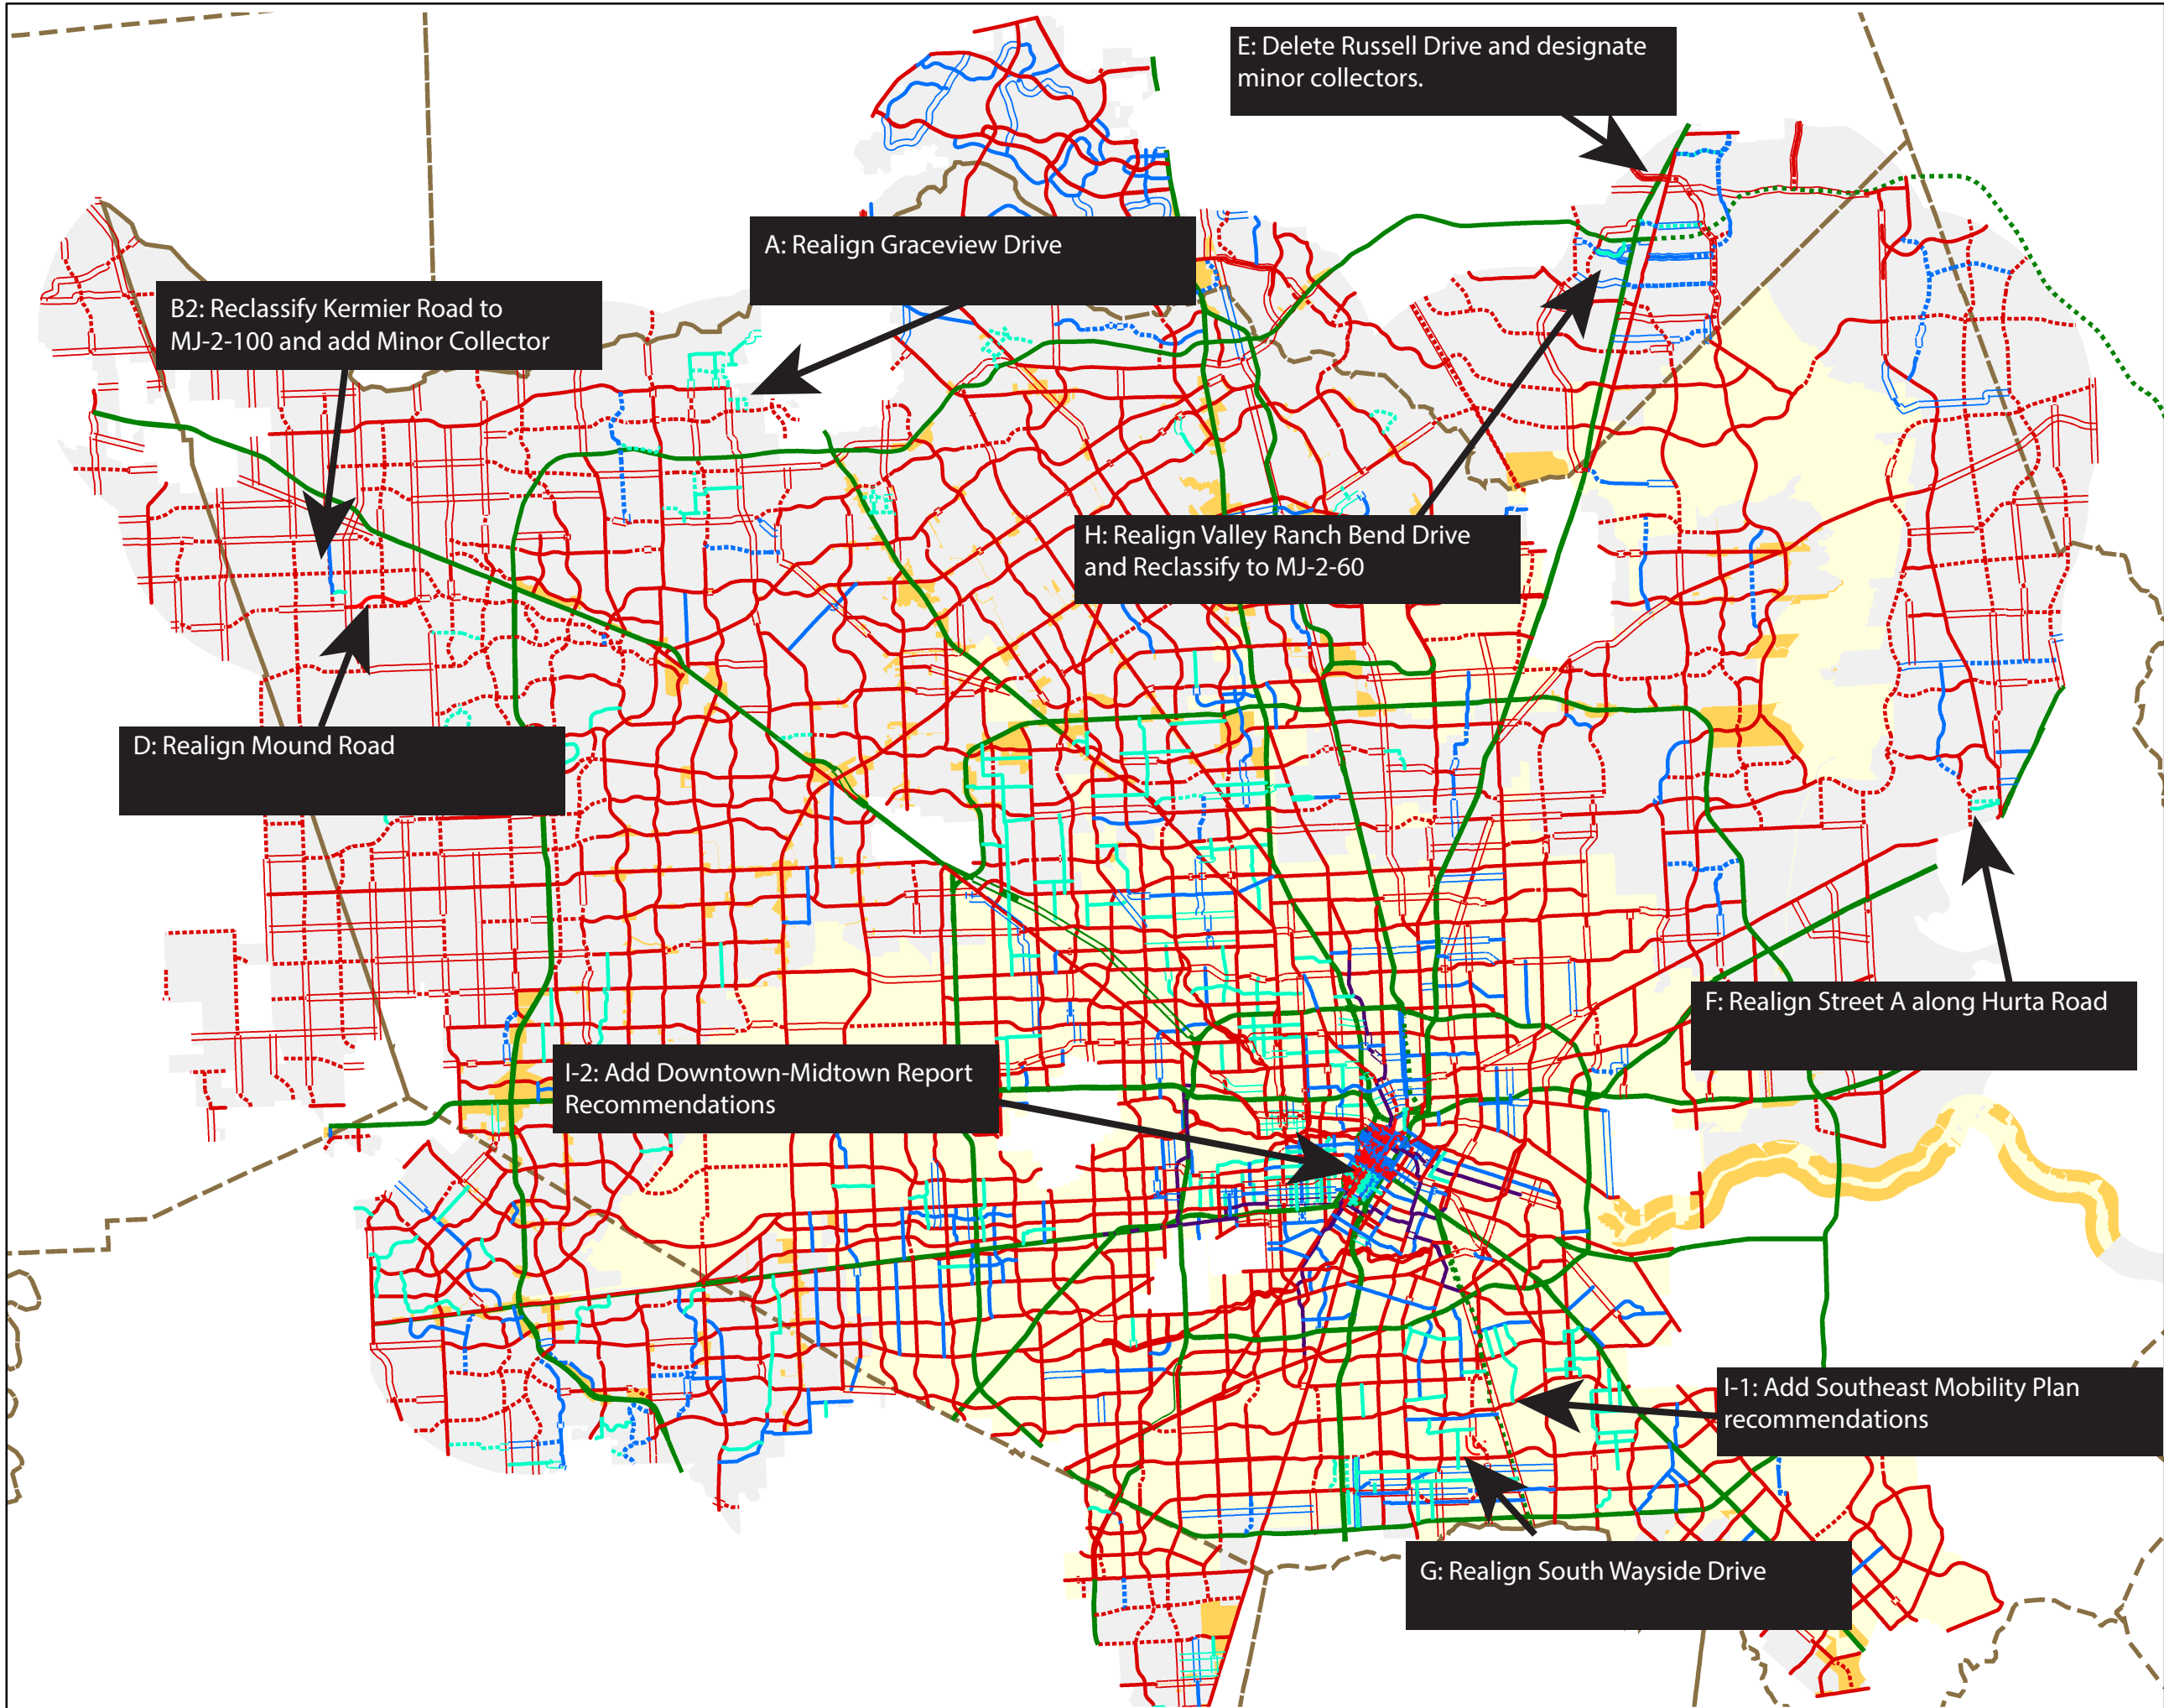 E: Delete Russell Drive and designate
minor collectors.
A: Realign Graceview Drive
B2: Reclassify Kermier Road to
MJ-2-100 and add Minor Collector
H: Realign Valley Ranch Bend Drive
and Reclassify to MJ-2-60
D: Realign Mound Road
F: Realign Street A along Hurta Road
I-2: Add Downtown-Midtown Report
Recommendations
I-1: Add Southeast Mobility Plan
recommendations
G: Realign South Wayside Drive